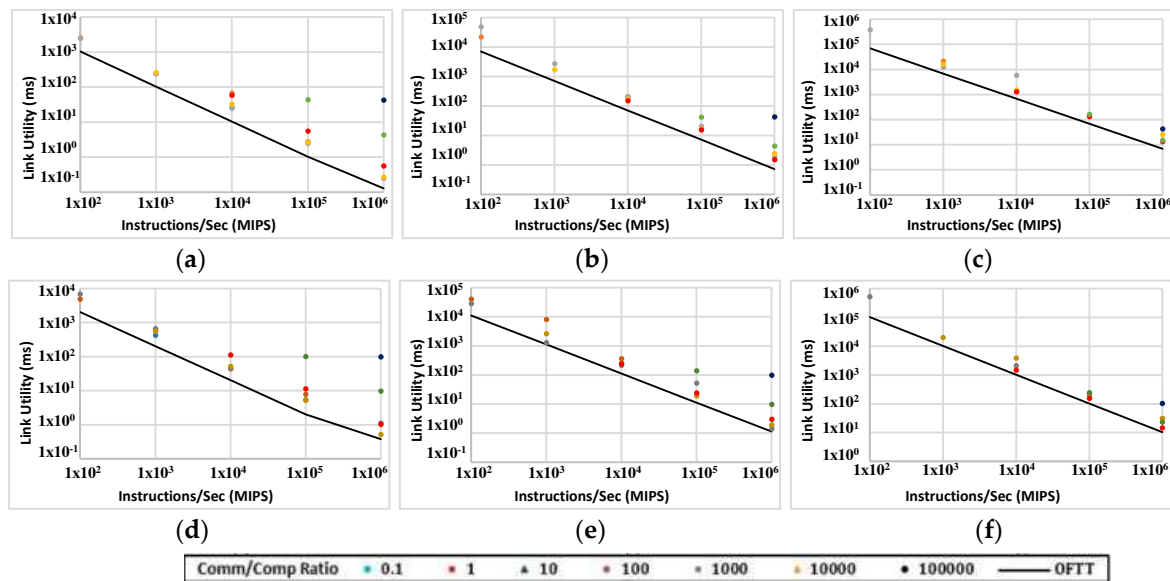 1x10⁴
1x10³
1x10²
1x10¹
1x10⁰
1x10⁻¹
Link Utility (ms)
1x10² 1x10³ 1x10⁴ 1x10⁵ 1x10⁶
Instructions/Sec (MIPS)
(a)
1x10⁵
1x10⁴
1x10³
1x10²
1x10¹
1x10⁰
1x10⁻¹
Link Utility (ms)
1x10² 1x10³ 1x10⁴ 1x10⁵ 1x10⁶
Instructions/Sec (MIPS)
(b)
1x10⁶
1x10⁵
1x10⁴
1x10³
1x10²
1x10¹
1x10⁰
1x10⁻¹
Link Utility (ms)
1x10² 1x10³ 1x10⁴ 1x10⁵ 1x10⁶
Instructions/Sec (MIPS)
(c)
1x10⁴
1x10³
1x10²
1x10¹
1x10⁰
1x10⁻¹
Link Utility (ms)
1x10² 1x10³ 1x10⁴ 1x10⁵ 1x10⁶
Instructions/Sec (MIPS)
(d)
1x10⁵
1x10⁴
1x10³
1x10²
1x10¹
1x10⁰
1x10⁻¹
Link Utility (ms)
1x10² 1x10³ 1x10⁴ 1x10⁵ 1x10⁶
Instructions/Sec (MIPS)
(e)
1x10⁶
1x10⁵
1x10⁴
1x10³
1x10²
1x10¹
1x10⁰
Link Utility (ms)
1x10² 1x10³ 1x10⁴ 1x10⁵ 1x10⁶
Instructions/Sec (MIPS)
(f)
Comm/Comp Ratio 0.1 1 10 100 1000 10000 100000 OFTT